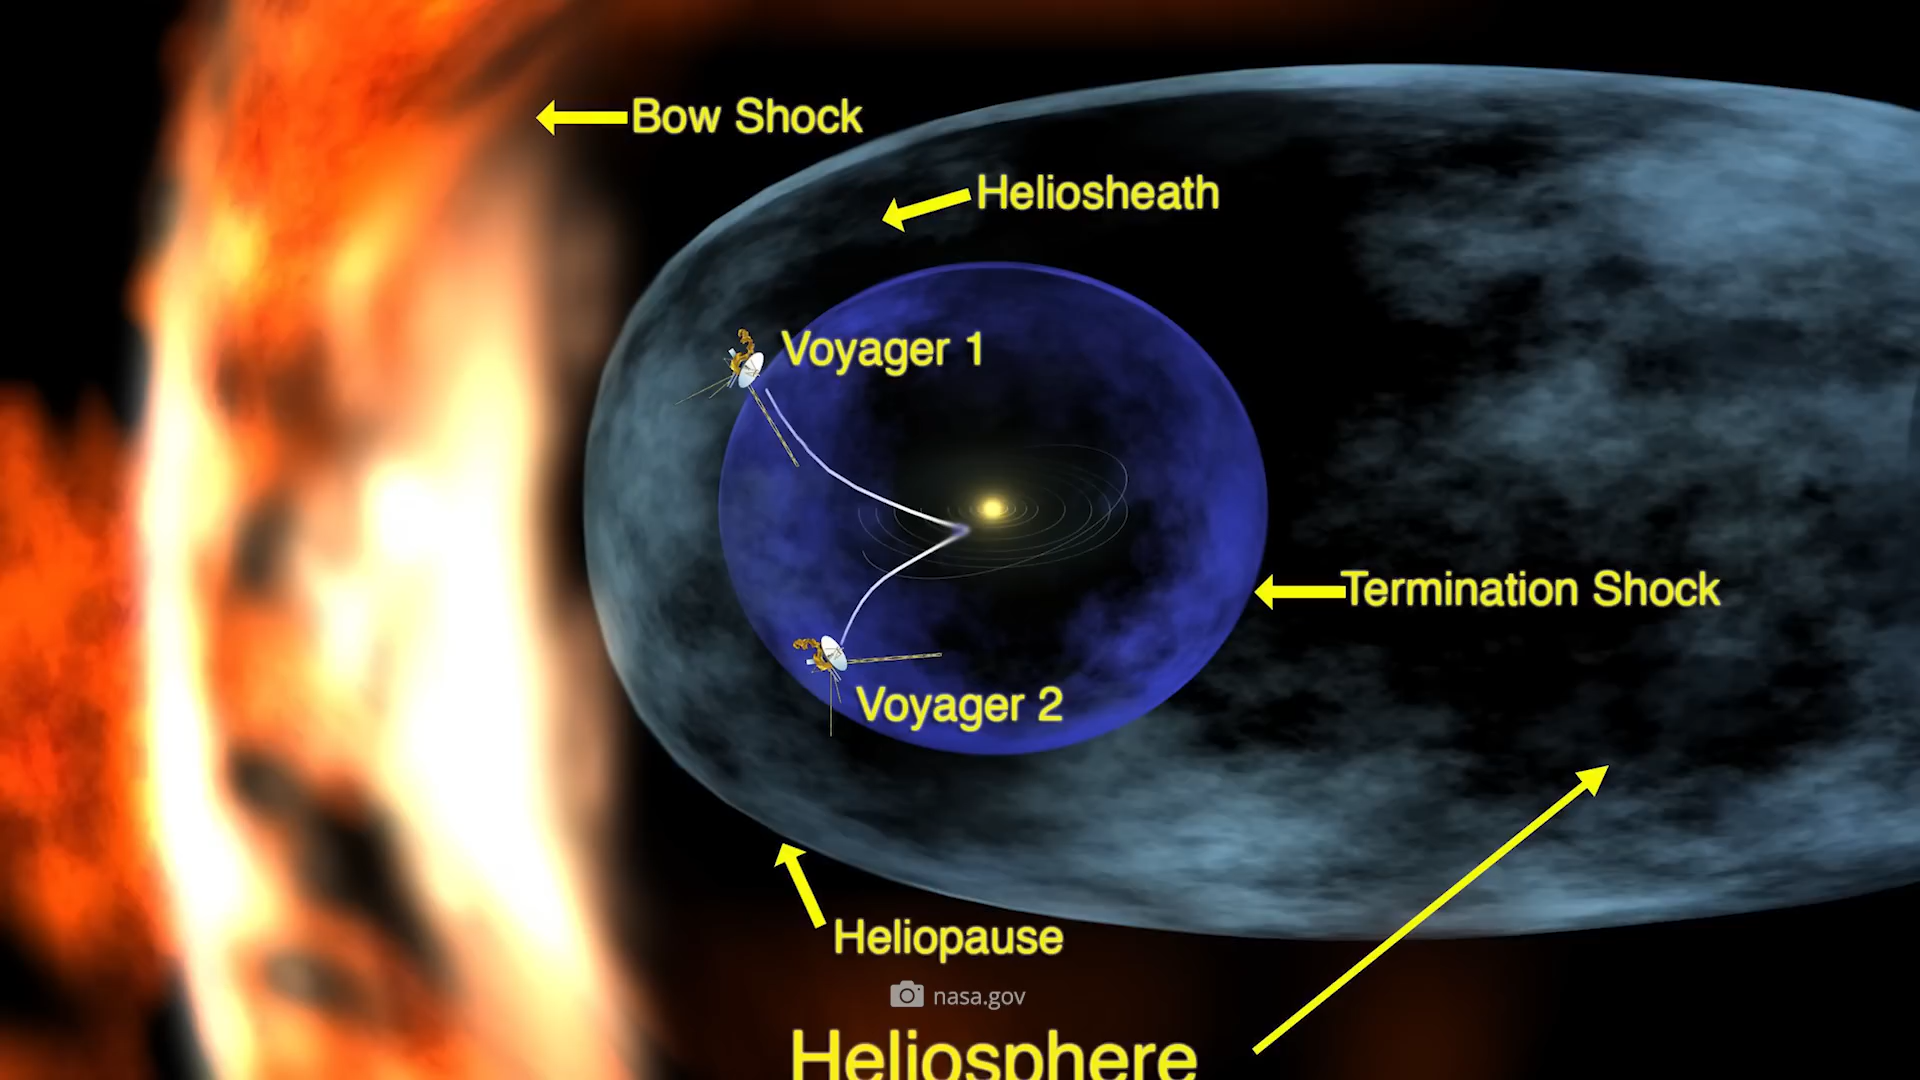 Bow Shock
Heliosheath
Voyager 1
Termination Shock
Voyager 2
Heliopause
nasa.gov
Heliosphere